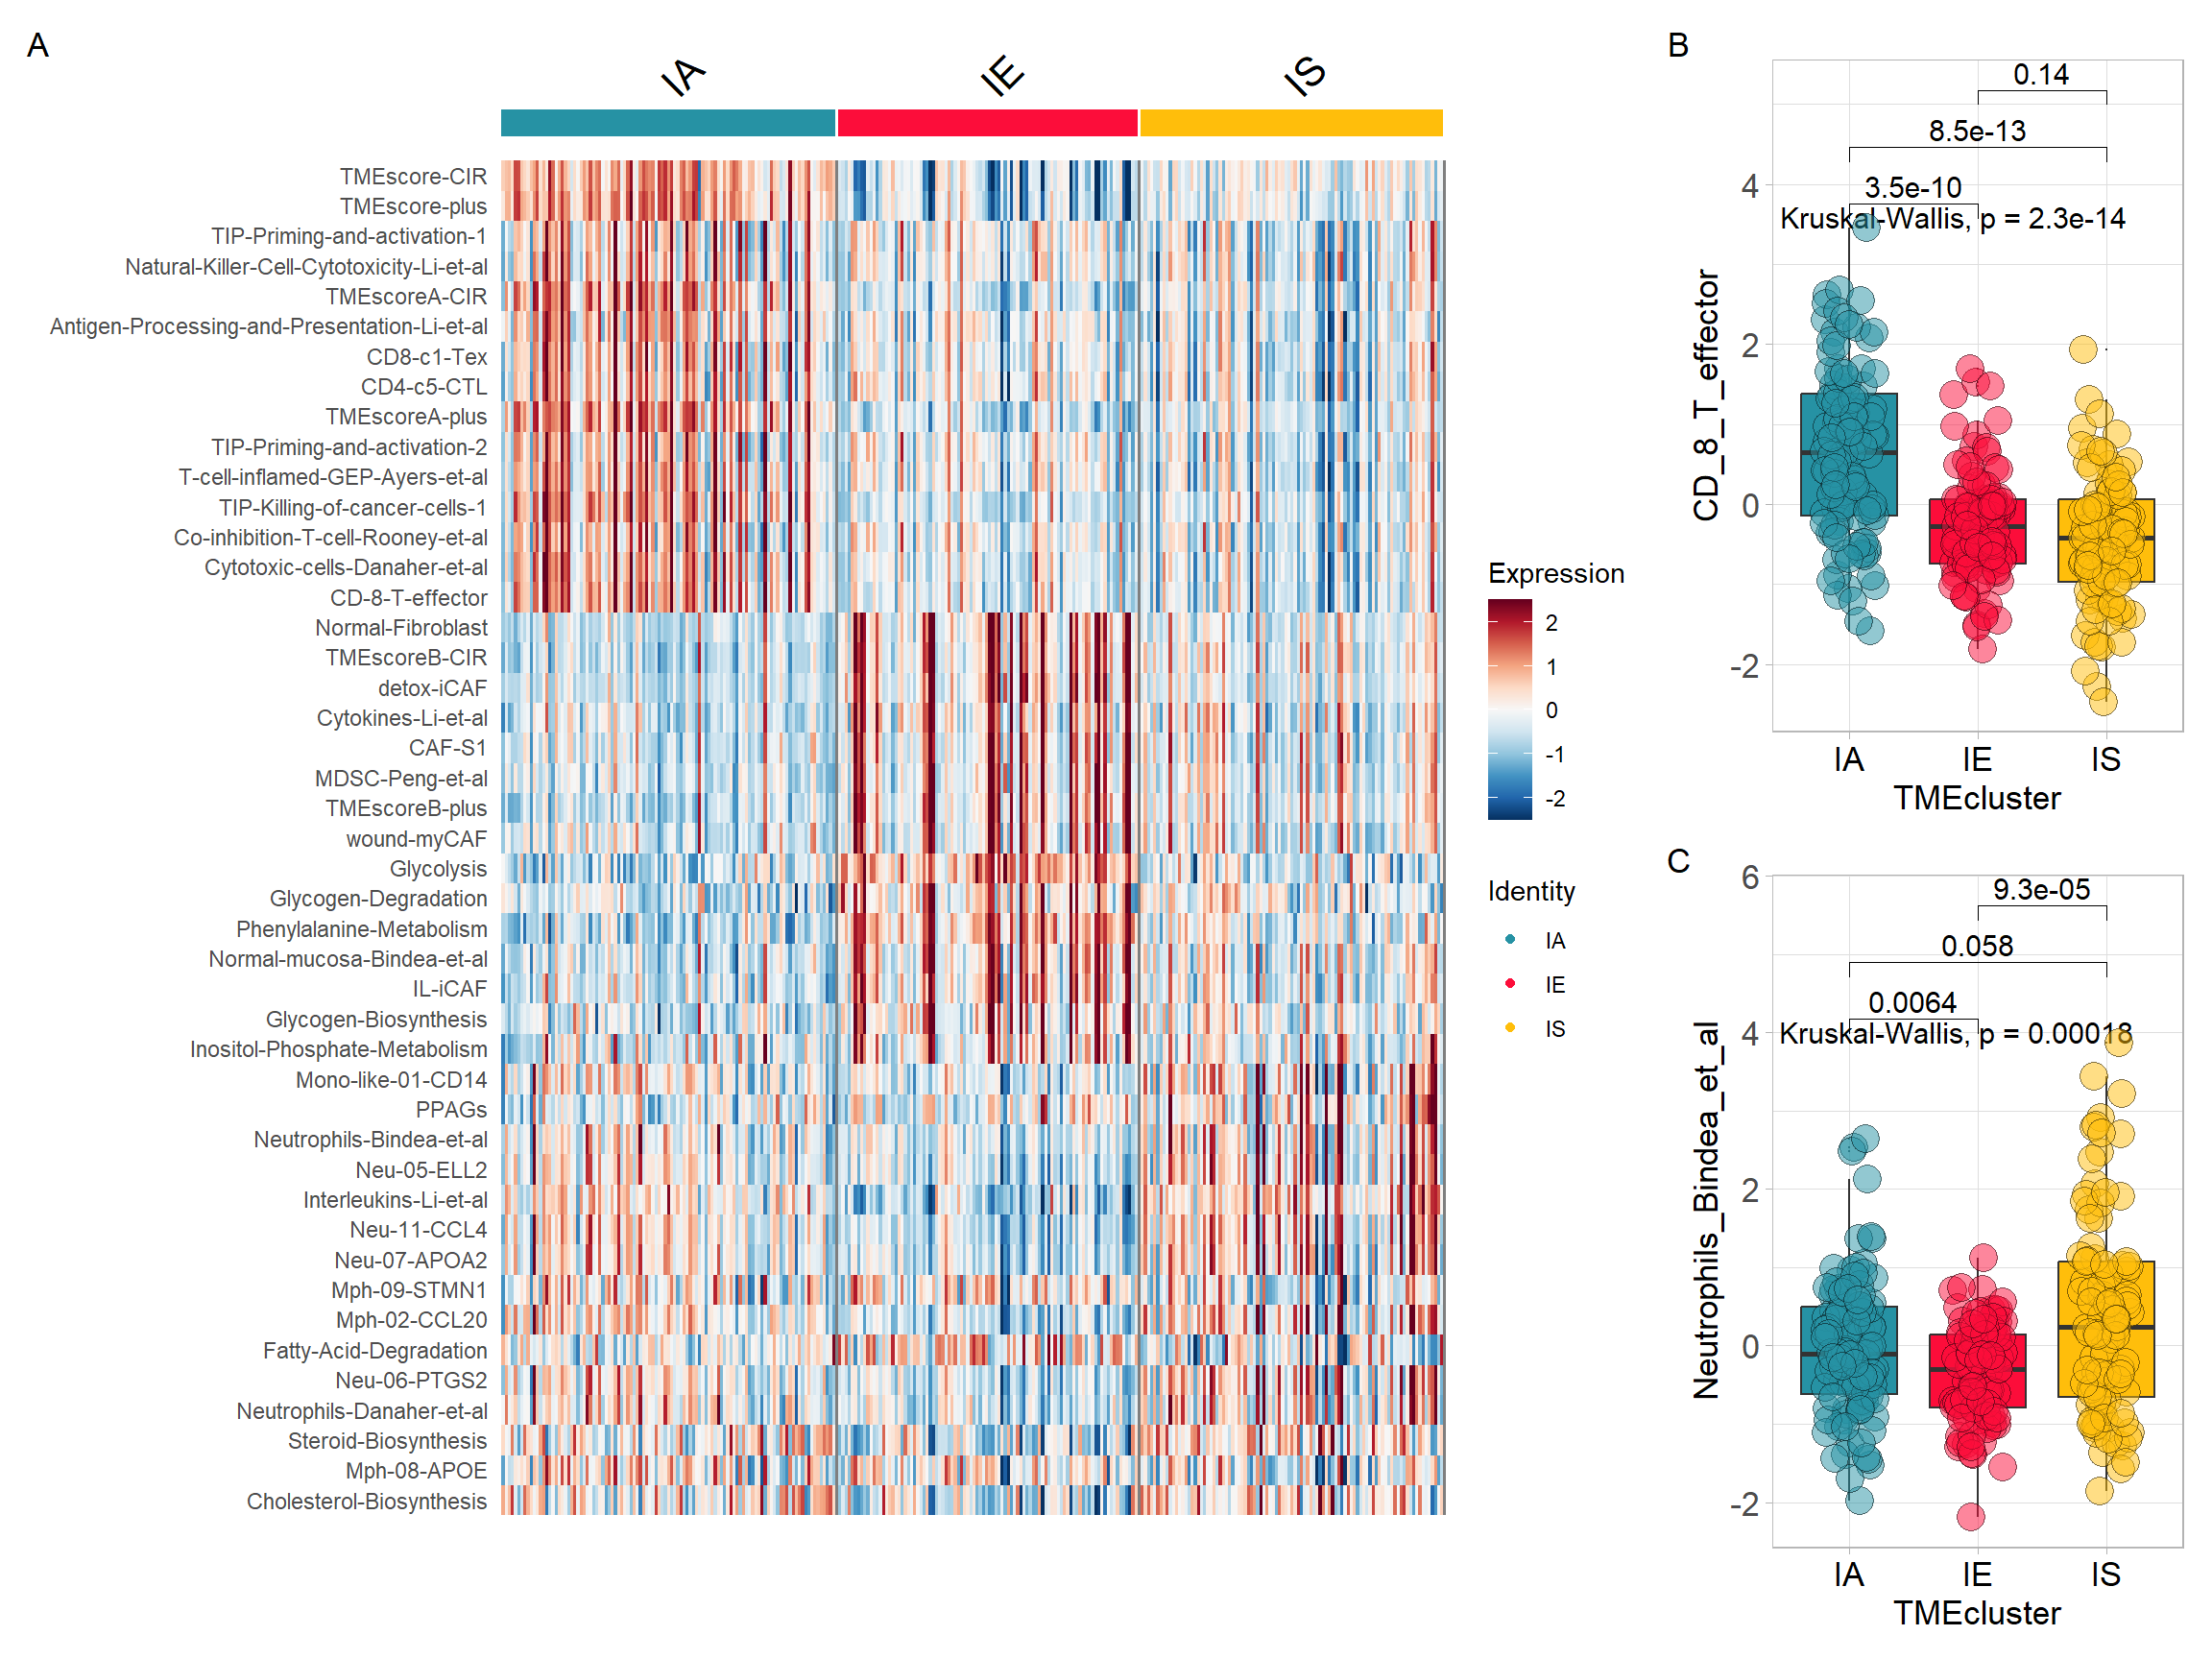 A
IA
IE
IS
TMEscore-CIR
TMEscore-plus
TIP-Priming-and-activation-1
Natural-Killer-Cell-Cytotoxicity-Li-et-al
TMEscoreA-CIR
Antigen-Processing-and-Presentation-Li-et-al
CD8-c1-Tex
CD4-c5-CTL
TMEscoreA-plus
TIP-Priming-and-activation-2
T-cell-inflamed-GEP-Ayers-et-al
TIP-Killing-of-cancer-cells-1
Co-inhibition-T-cell-Rooney-et-al
Cytotoxic-cells-Danaher-et-al
CD-8-T-effector
Normal-Fibroblast
TMEscoreB-CIR
detox-iCAF
Cytokines-Li-et-al
CAF-S1
MDSC-Peng-et-al
TMEscoreB-plus
wound-myCAF
Glycolysis
Glycogen-Degradation
Phenylalanine-Metabolism
Normal-mucosa-Bindea-et-al
IL-iCAF
Glycogen-Biosynthesis
Inositol-Phosphate-Metabolism
Mono-like-01-CD14
PPAGs
Neutrophils-Bindea-et-al
Neu-05-ELL2
Interleukins-Li-et-al
Neu-11-CCL4
Neu-07-APOA2
Mph-09-STMN1
Mph-02-CCL20
Fatty-Acid-Degradation
Neu-06-PTGS2
Neutrophils-Danaher-et-al
Steroid-Biosynthesis
Mph-08-APOE
Cholesterol-Biosynthesis
Expression
2
1
0
-1
-2
Identity
IA
IE
IS
B
0.14
8.5e-13
3.5e-10
Kruskal-Wallis, p = 2.3e-14
CD_8_T_effector
4
2
0
-2
IA
IE
IS
TMEcluster
C
9.3e-05
0.058
0.0064
Kruskal-Wallis, p = 0.00018
Neutrophils_Bindea_et_al
6
4
2
0
-2
IA
IE
IS
TMEcluster